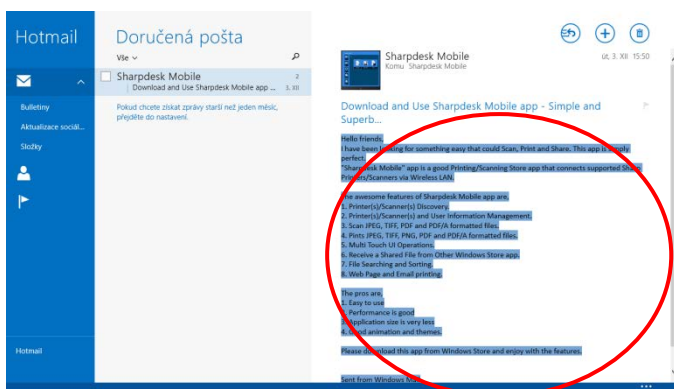 Hotmail
Bulletiny
Aktualizace sociál...
Složky
Hotmail
Doručená pošta
Vše
Sharpdesk Mobile
2
Download and Use Sharpdesk Mobile app ...
3. XII
Pokud chcete získat zprávy starší než jeden měsíc,
přejděte do nastavení.
Sharpdesk Mobile
út, 3. XII 15:50
Komu Sharpdesk Mobile
Download and Use Sharpdesk Mobile app - Simple and
Superb...
Hello friends,
I have been looking for something easy that could Scan, Print and Share. This app is simply
perfect.
"Sharpdesk Mobile" app is a good Printing/Scanning Store app that connects supported Sharp
Printers/Scanners via Wireless LAN.
The awesome features of Sharpdesk Mobile app are,
1. Printer(s)/Scanner(s) Discovery.
2. Printer(s)/Scanner(s) and User Information Management.
3. Scan JPEG, TIFF, PDF and PDF/A formatted files.
4. Pints JPEG, TIFF, PNG, PDF and PDF/A formatted files.
5. Multi Touch UI Operations.
6. Receive a Shared File from Other Windows Store app.
7. File Searching and Sorting.
8. Web Page and Email printing.
The pros are,
1. Easy to use
2. Performance is good
3. Application size is very less
4. Good animation and themes.
Please download this app from Windows Store and enjoy with the features.
Sent from Windows Mail